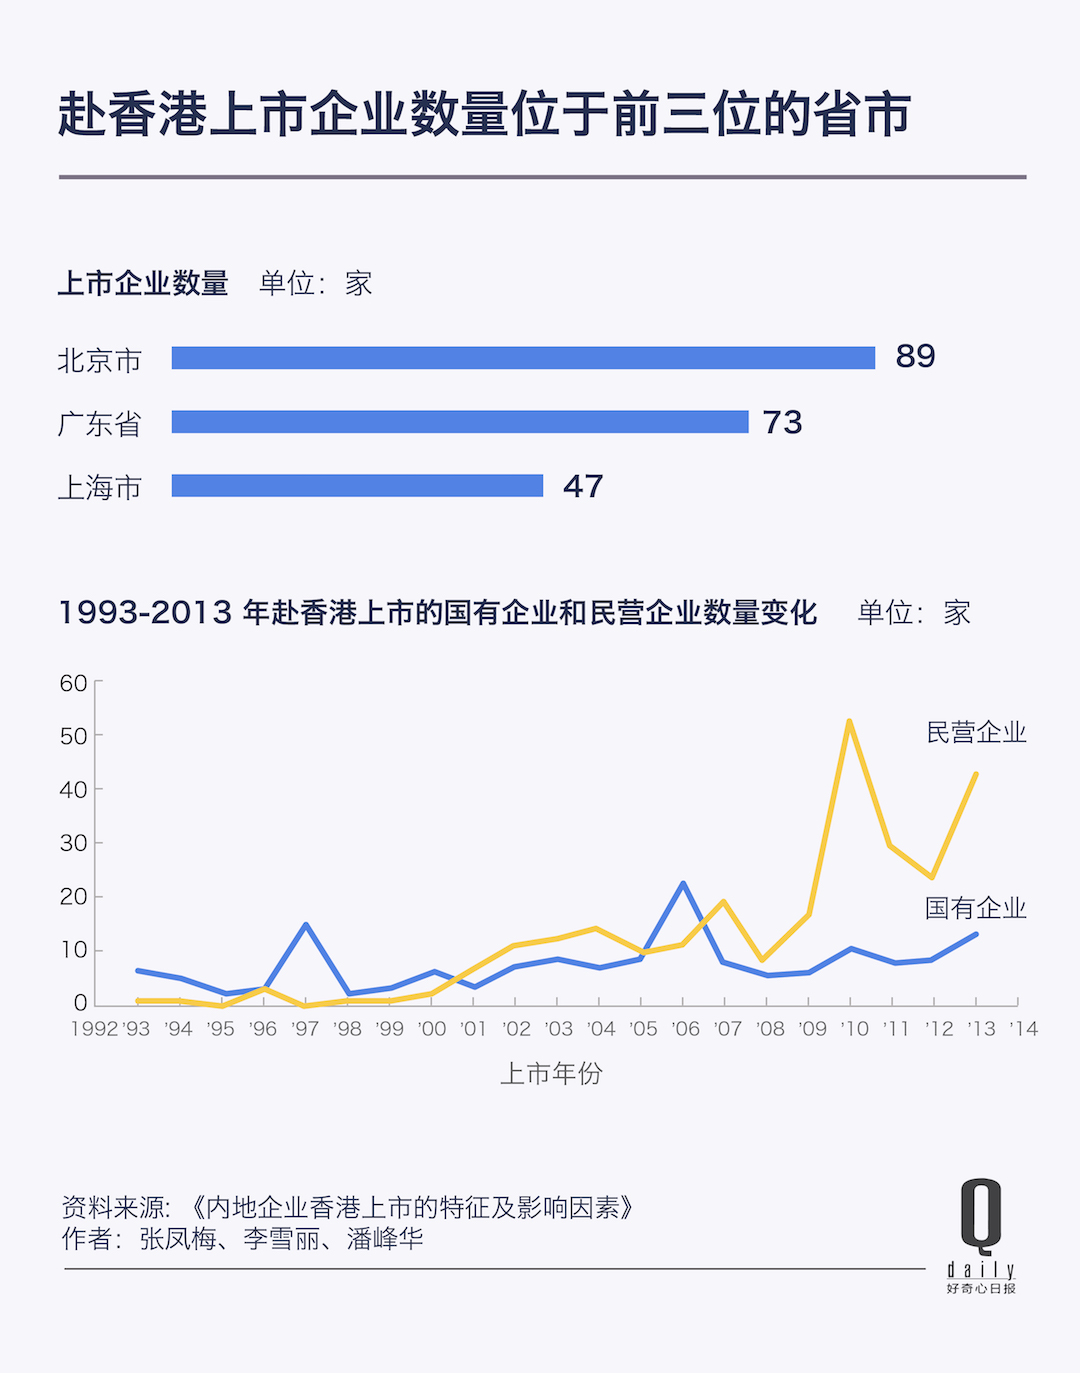 赴香港上市企业数量位于前三位的省市
上市企业数量 单位：家
北京市 89
广东省 73
上海市 47
1993-2013 年赴香港上市的国有企业和民营企业数量变化 单位：家
60
50
40
30
20
10
0
民营企业
国有企业
1992 ’93 ’94 ’95 ’96 ’97 ’98 ’99 ’00 ’01 ’02 ’03 ’04 ’05 ’06 ’07 ’08 ’09 ’10 ’11 ’12 ’13 ’14
上市年份
资料来源：《内地企业香港上市的特征及影响因素》
作者：张凤梅、李雪丽、潘峰华
Q
daily
好奇心日报